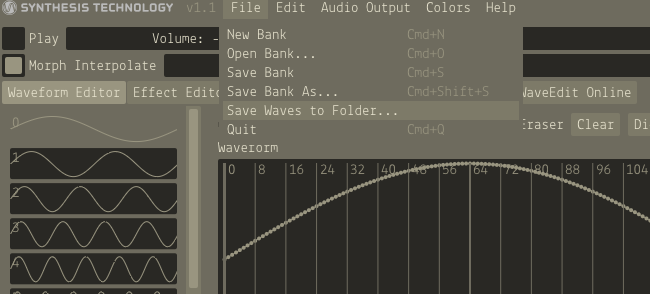 SYNTHESIS TECHNOLOGY v1.1 File Edit Audio Output Colors Help
Play Volume: -
Morph Interpolate
New Bank Cmd+N
Open Bank... Cmd+O
Save Bank Cmd+S
Save Bank As... Cmd+Shift+S
Save Waves to Folder...
Quit Cmd+Q
Waveform Editor Effect Edito WaveEdit Online
Eraser Clear Di
Waveform
0 8 16 24 32 40 48 56 64 72 80 88 96 104
0
1
2
3
4